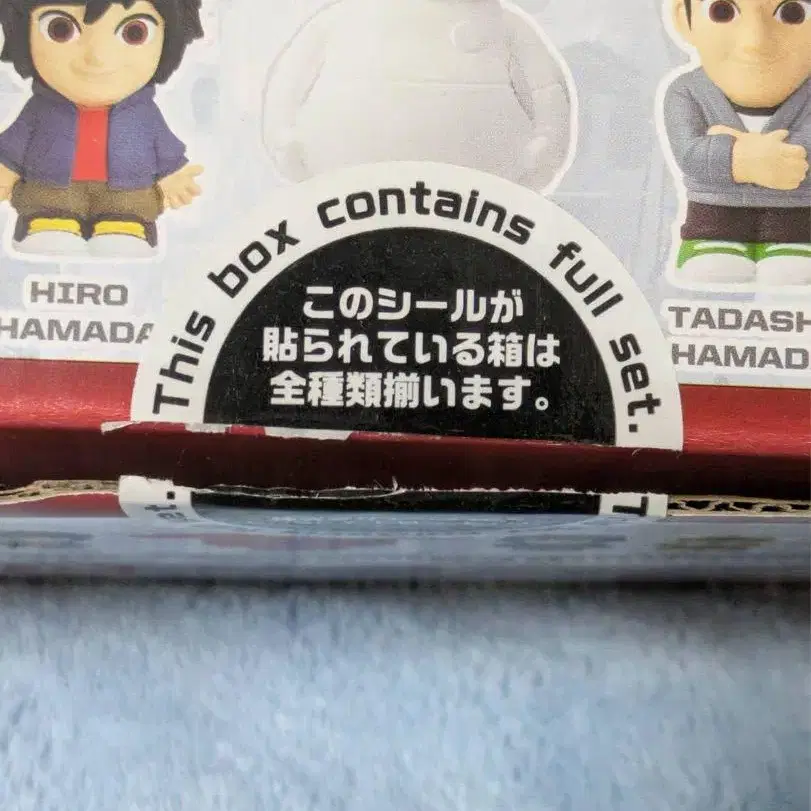 This box contains full set.
このシールが
貼られている箱は
全種類揃います。
HIRO
HAMADA
TADASH
HAMAD
et.
T